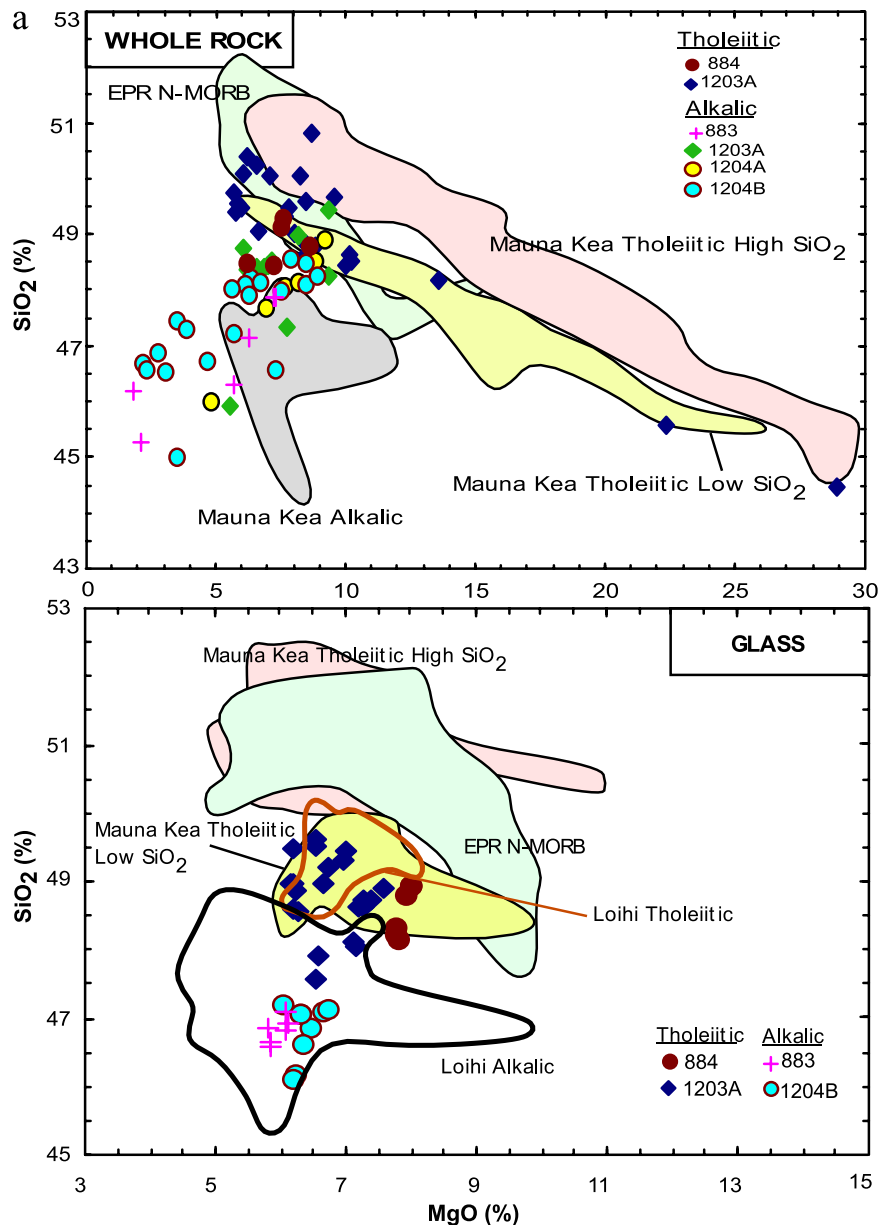 a
53
51
49
47
45
43
SiO2 (%)
WHOLE ROCK
EPR N-MORB
Tholeiitic
884
1203A
Alkalic
883
1203A
1204A
1204B
Mauna Kea Tholeiitic High SiO2
Mauna Kea Tholeiitic Low SiO2
Mauna Kea Alkalic
0 5 10 15 20 25 30
53
51
49
47
45
SiO2 (%)
GLASS
Mauna Kea Tholeiitic High SiO2
Mauna Kea Tholeiitic
Low SiO2
EPR N-MORB
Loihi Tholeiitic
Loihi Alkalic
Tholeiitic
884
1203A
Alkalic
883
1204B
3 5 7 9 11 13 15
MgO (%)